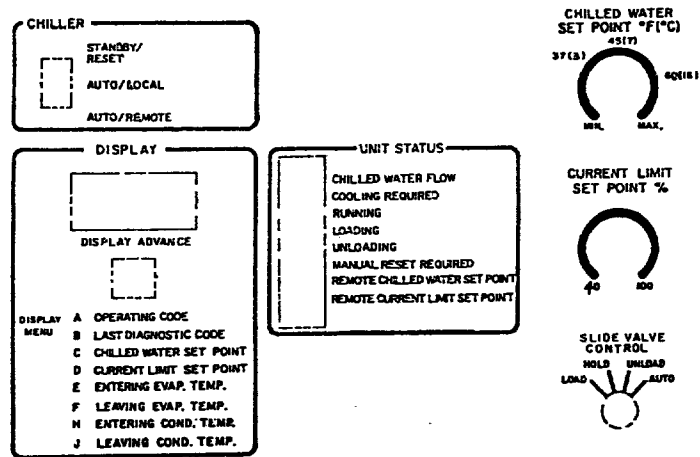 CHILLER
STANDBY/
RESET
AUTO/LOCAL
AUTO/REMOTE
DISPLAY
DISPLAY ADVANCE
DISPLAY
MENU
A OPERATING CODE
B LAST DIAGNOSTIC CODE
C CHILLED WATER SET POINT
D CURRENT LIMIT SET POINT
E ENTERING EVAP. TEMP.
F LEAVING EVAP. TEMP.
H ENTERING COND. TEMP.
J LEAVING COND. TEMP.
UNIT STATUS
CHILLED WATER FLOW
COOLING REQUIRED
RUNNING
LOADING
UNLOADING
MANUAL RESET REQUIRED
REMOTE CHILLED WATER SET POINT
REMOTE CURRENT LIMIT SET POINT
CHILLED WATER
SET POINT °F(°C)
45(7)
37(3)
60(16)
MIN. MAX.
CURRENT LIMIT
SET POINT %
40 100
SLIDE VALVE
CONTROL
HOLD UNLOAD
LOAD AUTO